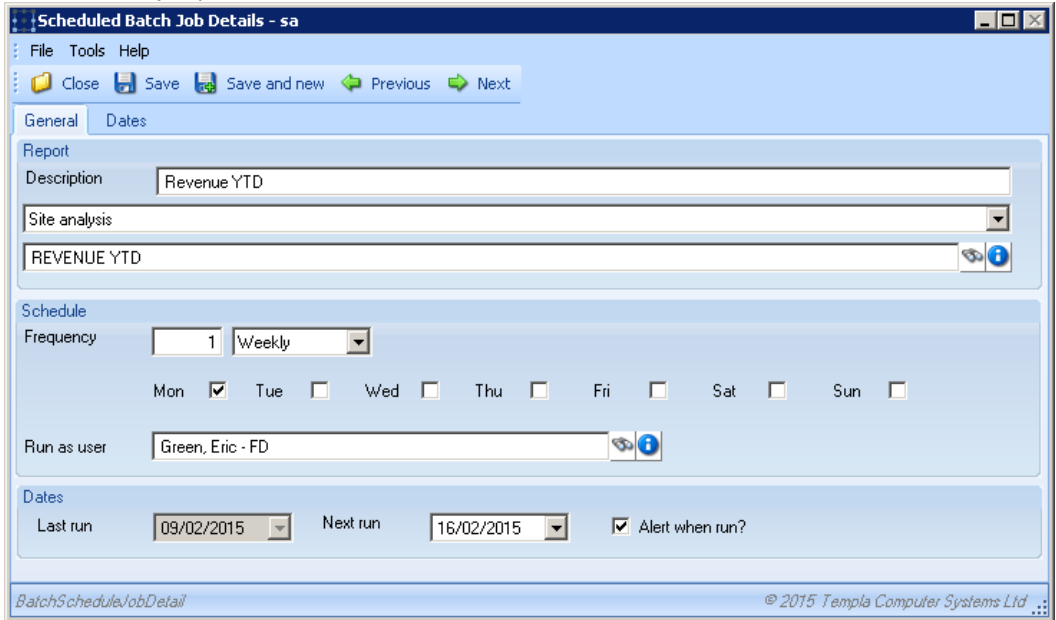 Scheduled Batch Job Details - sa
File Tools Help
Close Save Save and new Previous Next
General Dates
Report
Description Revenue YTD
Site analysis
REVENUE YTD
Schedule
Frequency 1 Weekly
Mon Tue Wed Thu Fri Sat Sun
Run as user Green, Eric - FD
Dates
Last run 09/02/2015 Next run 16/02/2015 Alert when run?
BatchScheduleJobDetail © 2015 Templa Computer Systems Ltd